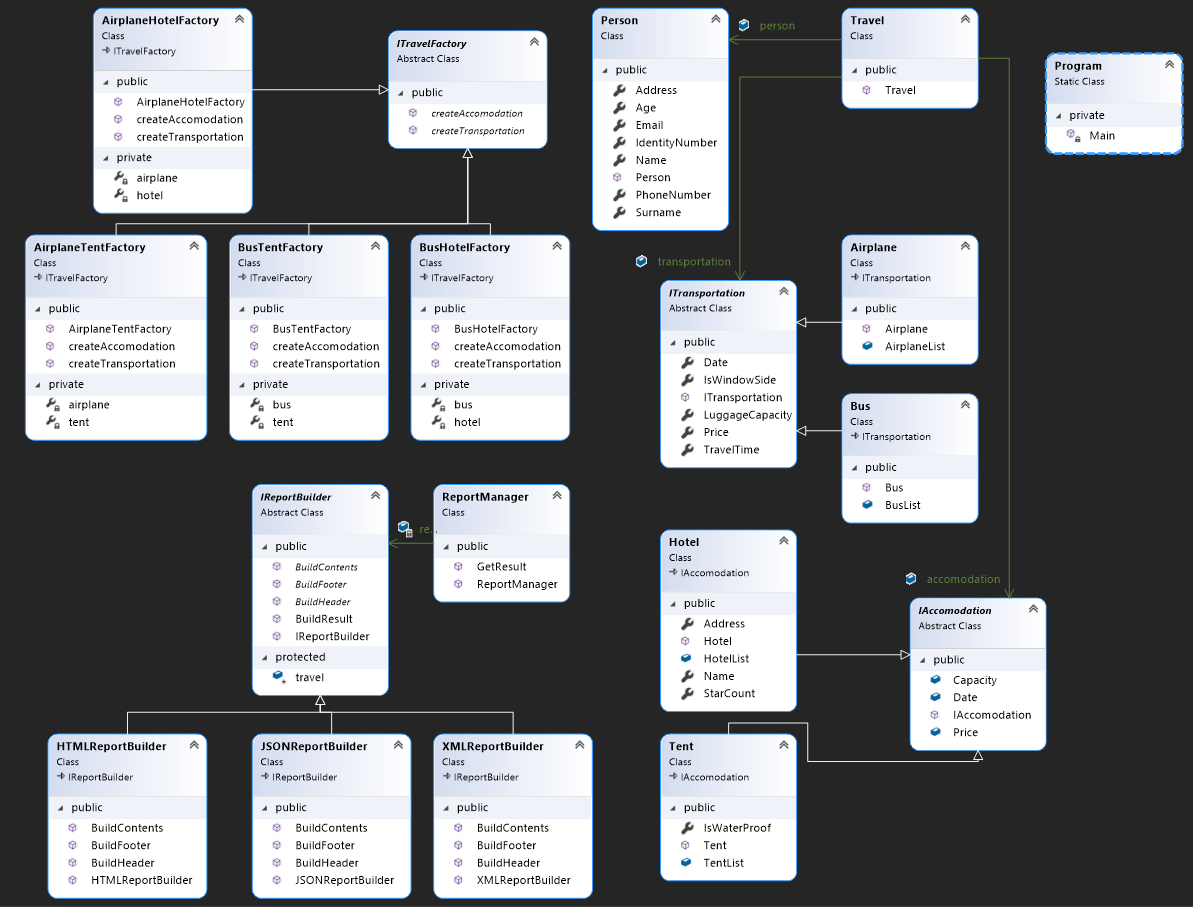 AirplaneHotelFactory
Class
ITravelFactory
public
AirplaneHotelFactory
createAccomodation
createTransportation
private
airplane
hotel
ITravelFactory
Abstract Class
public
createAccomodation
createTransportation
Person
Class
public
Address
Age
Email
IdentityNumber
Name
Person
PhoneNumber
Surname
person
Travel
Class
public
Travel
Program
Static Class
private
Main
AirplaneTentFactory
Class
ITravelFactory
public
AirplaneTentFactory
createAccomodation
createTransportation
private
airplane
tent
BusTentFactory
Class
ITravelFactory
public
BusTentFactory
createAccomodation
createTransportation
private
bus
tent
BusHotelFactory
Class
ITravelFactory
public
BusHotelFactory
createAccomodation
createTransportation
private
bus
hotel
transportation
ITransportation
Abstract Class
public
Date
IsWindowSide
ITransportation
LuggageCapacity
Price
TravelTime
Airplane
Class
ITransportation
public
Airplane
AirplaneList
Bus
Class
ITransportation
public
Bus
BusList
IReportBuilder
Abstract Class
public
BuildContents
BuildFooter
BuildHeader
BuildResult
IReportBuilder
protected
travel
re...
ReportManager
Class
public
GetResult
ReportManager
Hotel
Class
IAccomodation
public
Address
Hotel
HotelList
Name
StarCount
accomodation
IAccomodation
Abstract Class
public
Capacity
Date
IAccomodation
Price
HTMLReportBuilder
Class
IReportBuilder
public
BuildContents
BuildFooter
BuildHeader
HTMLReportBuilder
JSONReportBuilder
Class
IReportBuilder
public
BuildContents
BuildFooter
BuildHeader
JSONReportBuilder
XMLReportBuilder
Class
IReportBuilder
public
BuildContents
BuildFooter
BuildHeader
XMLReportBuilder
Tent
Class
IAccomodation
public
IsWaterProof
Tent
TentList